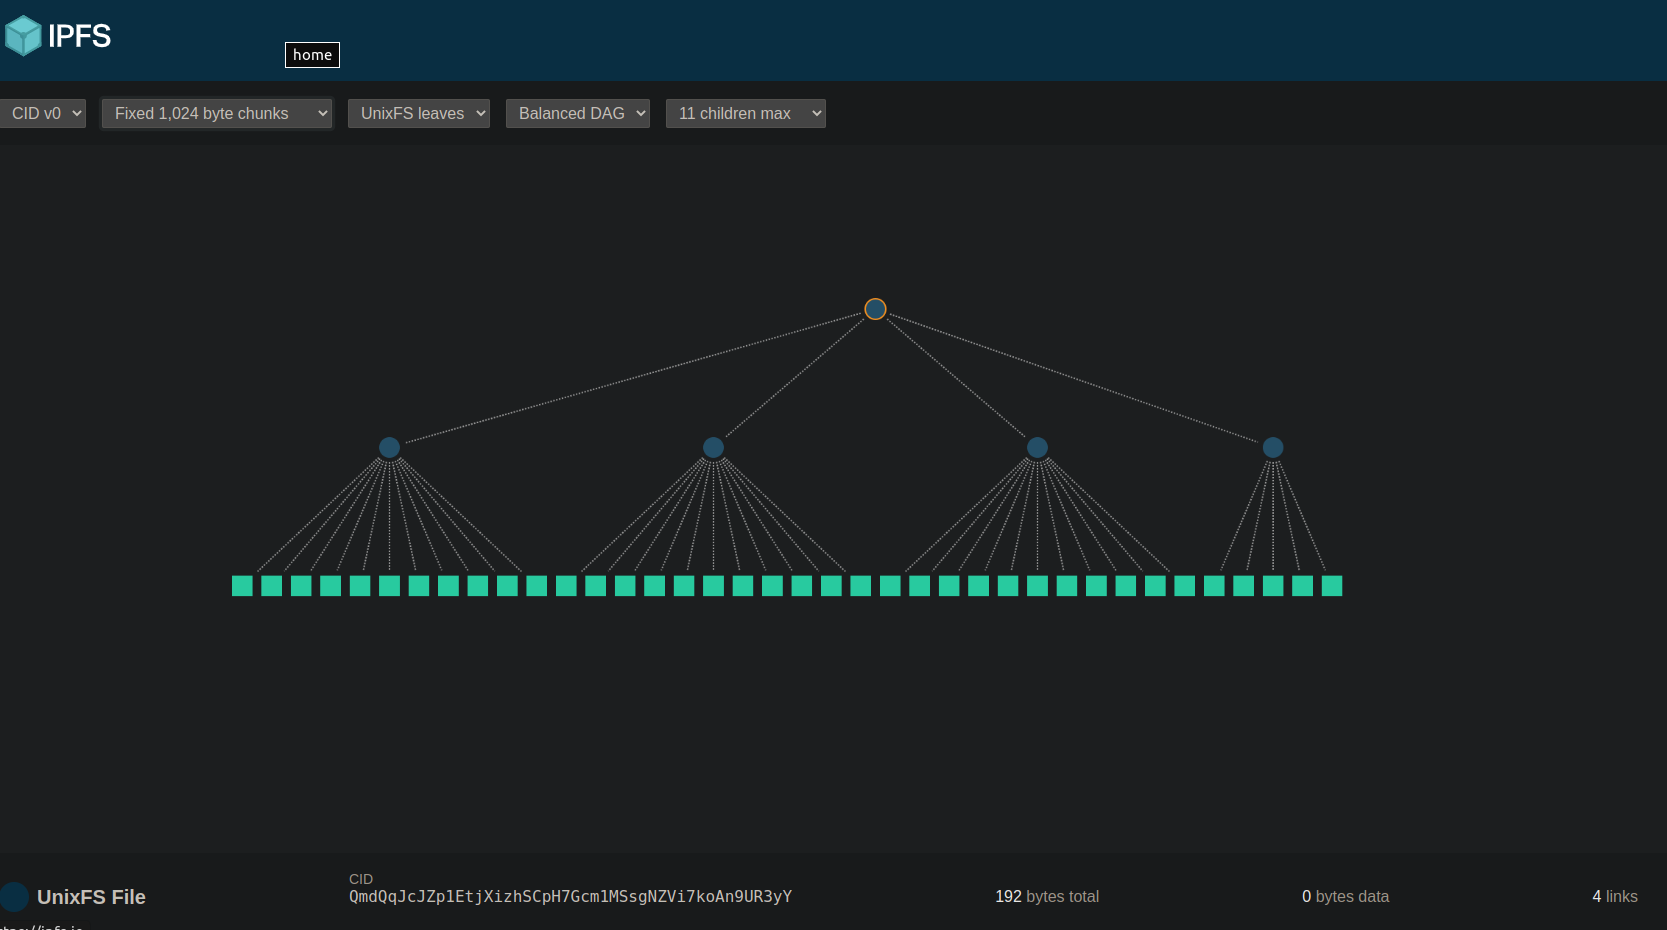 IPFS
home
CID v0
Fixed 1,024 byte chunks
UnixFS leaves
Balanced DAG
11 children max
CID
UnixFS File
QmdQqJcJZp1EtjXizhSCpH7Gcm1MSsgNZVi7koAn9UR3yY
192 bytes total
0 bytes data
4 links